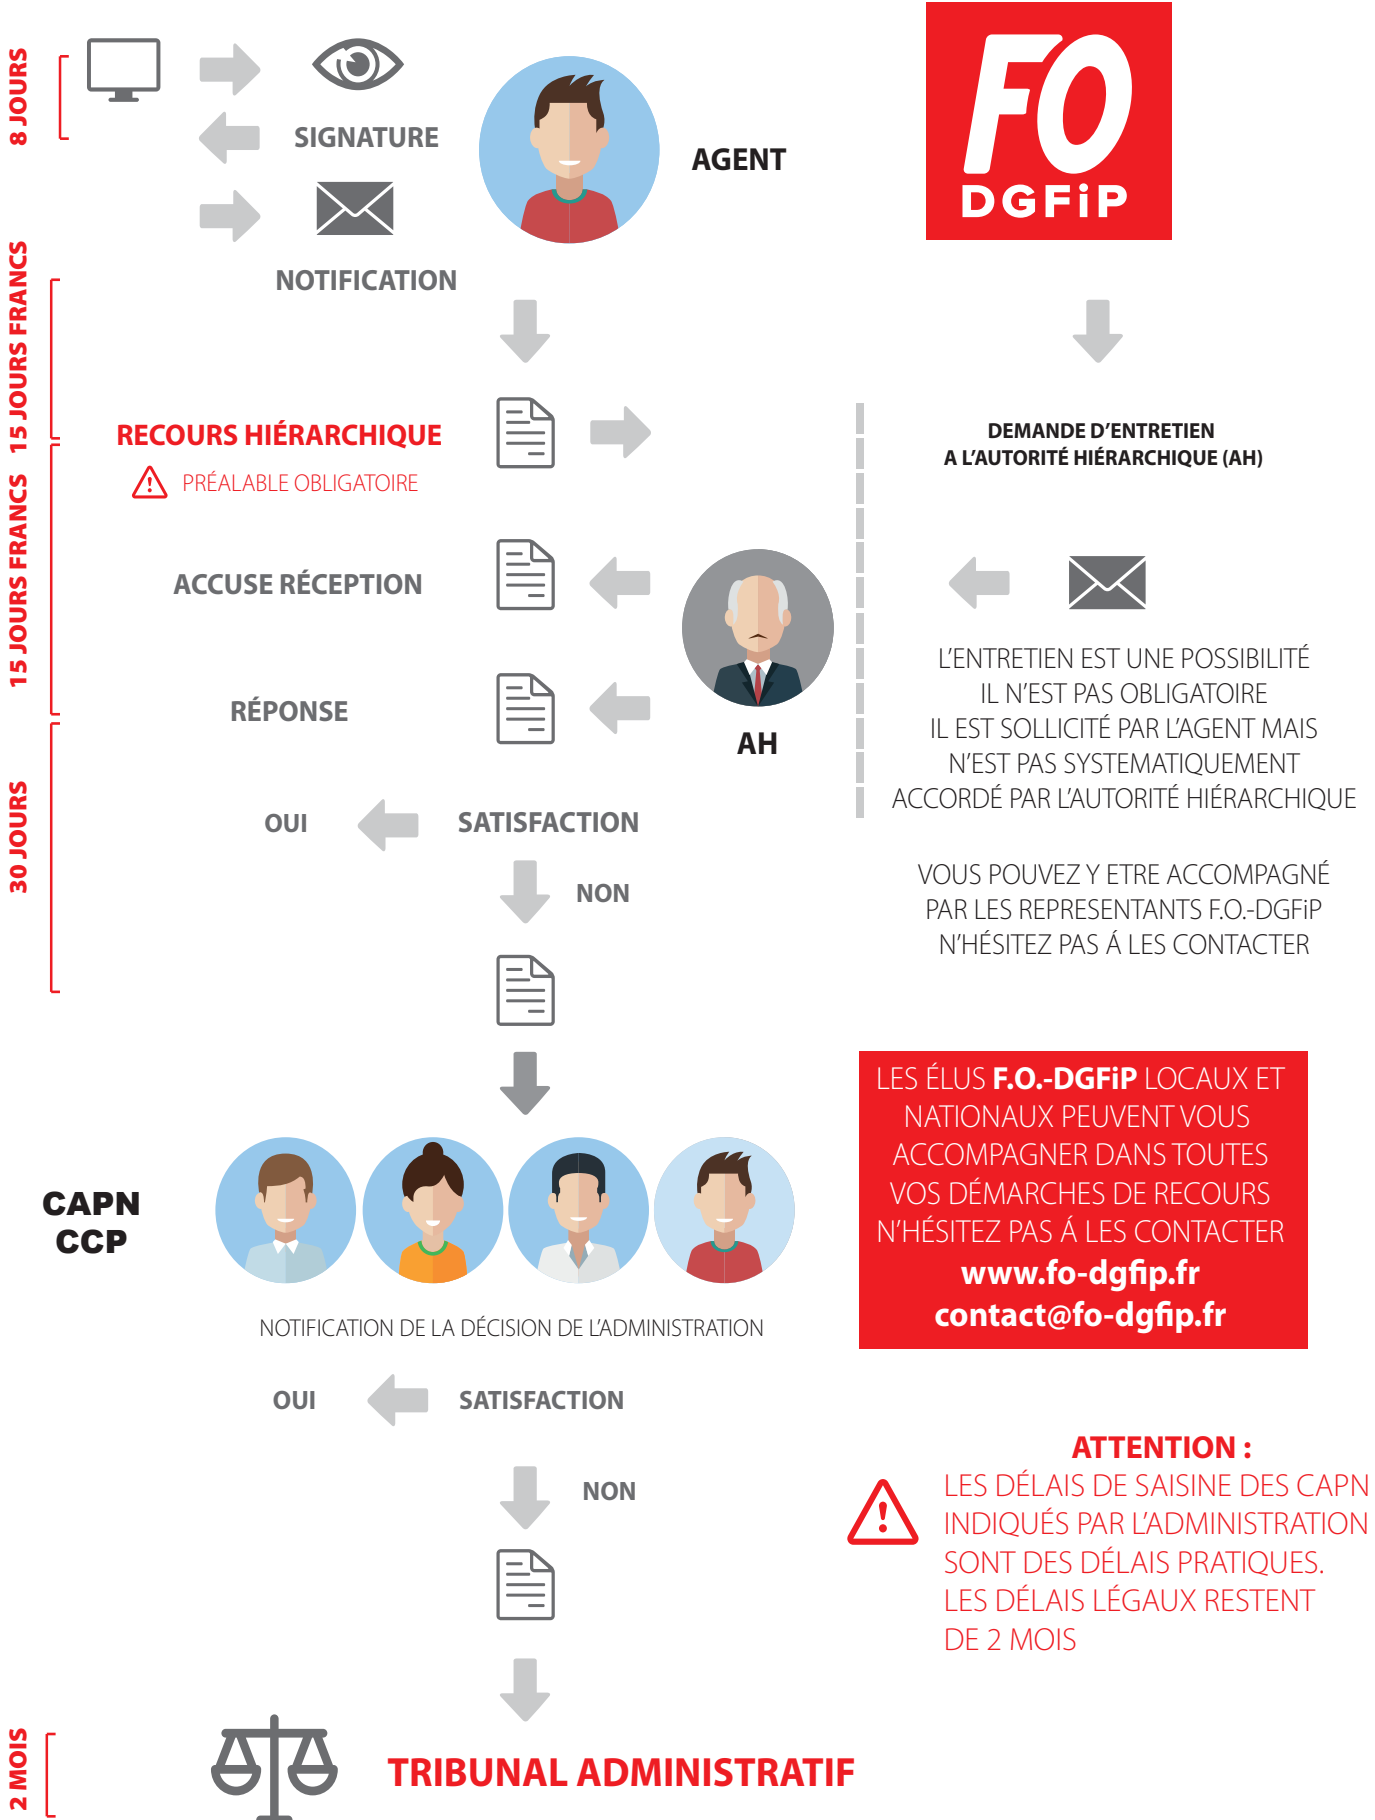 8 JOURS
SIGNATURE
AGENT
FO
DGFiP
NOTIFICATION
15 JOURS FRANCS
RECOURS HIÉRARCHIQUE
PRÉALABLE OBLIGATOIRE
DEMANDE D'ENTRETIEN
A L'AUTORITÉ HIÉRARCHIQUE (AH)
15 JOURS FRANCS
ACCUSE RÉCEPTION
RÉPONSE
AH
L'ENTRETIEN EST UNE POSSIBILITÉ
IL N'EST PAS OBLIGATOIRE
IL EST SOLLICITÉ PAR L'AGENT MAIS
N'EST PAS SYSTEMATIQUEMENT
ACCORDÉ PAR L'AUTORITÉ HIÉRARCHIQUE
30 JOURS
OUI
SATISFACTION
NON
VOUS POUVEZ Y ETRE ACCOMPAGNÉ
PAR LES REPRESENTANTS F.O.-DGFiP
N'HÉSITEZ PAS Á LES CONTACTER
LES ÉLUS F.O.-DGFiP LOCAUX ET
NATIONAUX PEUVENT VOUS
ACCOMPAGNER DANS TOUTES
VOS DÉMARCHES DE RECOURS
N'HÉSITEZ PAS Á LES CONTACTER
www.fo-dgfip.fr
contact@fo-dgfip.fr
CAPN
CCP
NOTIFICATION DE LA DÉCISION DE L'ADMINISTRATION
OUI
SATISFACTION
NON
ATTENTION :
LES DÉLAIS DE SAISINE DES CAPN
INDIQUÉS PAR L'ADMINISTRATION
SONT DES DÉLAIS PRATIQUES.
LES DÉLAIS LÉGAUX RESTENT
DE 2 MOIS
2 MOIS
TRIBUNAL ADMINISTRATIF